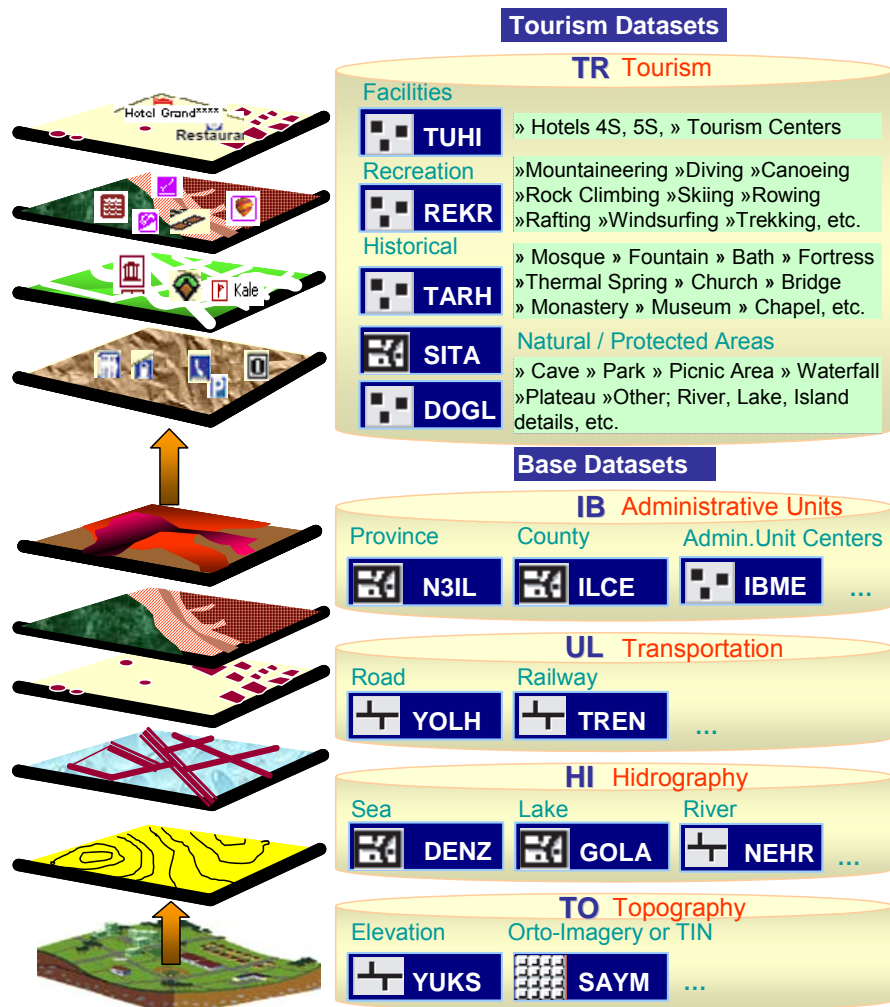 Tourism Datasets
TR Tourism
Facilities
TUHI
» Hotels 4S, 5S, » Tourism Centers
Recreation
REKR
»Mountaineering »Diving »Canoeing
»Rock Climbing »Skiing »Rowing
»Rafting »Windsurfing »Trekking, etc.
Historical
TARH
» Mosque » Fountain » Bath » Fortress
»Thermal Spring » Church » Bridge
» Monastery » Museum » Chapel, etc.
SITA
Natural / Protected Areas
DOGL
» Cave » Park » Picnic Area » Waterfall
»Plateau »Other; River, Lake, Island
details, etc.
Hotel Grand****
Restaurar
Kale
P
Base Datasets
IB Administrative Units
Province County Admin.Unit Centers
N3IL ILCE IBME ...
UL Transportation
Road Railway
YOLH TREN ...
HI Hidrography
Sea Lake River
DENZ GOLA NEHR ...
TO Topography
Elevation Orto-Imagery or TIN
YUKS SAYM ...